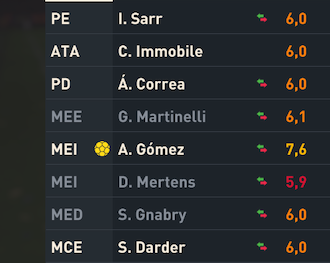 PE I. Sarr 6,0
ATA C. Immobile 6,0
PD Á. Correa 6,0
MEE G. Martinelli 6,1
MEI A. Gómez 7,6
MEI D. Mertens 5,9
MED S. Gnabry 6,0
MCE S. Darder 6,0